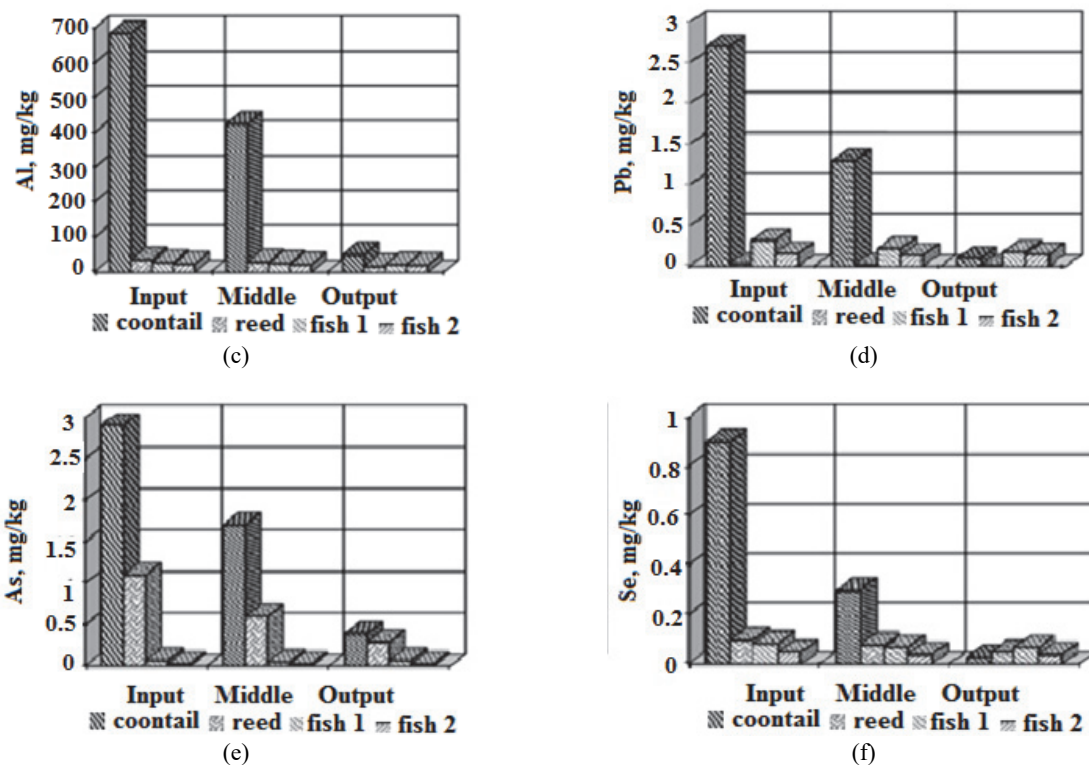 700
600
500
400
300
200
100
0
Al, mg/kg
Input Middle Output
coontail reed fish 1 fish 2
(c)
3
2.5
2
1.5
1
0.5
0
Pb, mg/kg
Input Middle Output
coontail reed fish 1 fish 2
(d)
3
2.5
2
1.5
1
0.5
0
As, mg/kg
Input Middle Output
coontail reed fish 1 fish 2
(e)
1
0.8
0.6
0.4
0.2
0
Se, mg/kg
Input Middle Output
coontail reed fish 1 fish 2
(f)